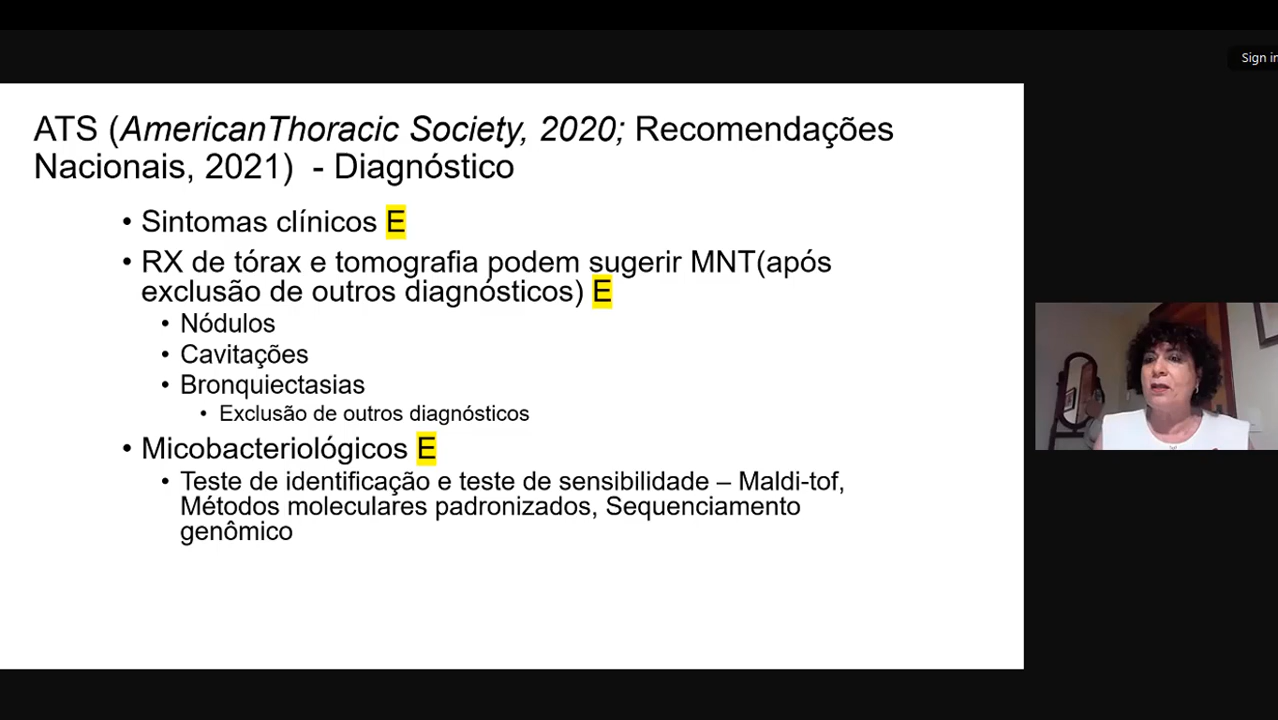 Sign in
ATS (AmericanThoracic Society, 2020; Recomendações
Nacionais, 2021)  - Diagnóstico
• Sintomas clínicos E
• RX de tórax e tomografia podem sugerir MNT(após
exclusão de outros diagnósticos) E
• Nódulos
• Cavitações
• Bronquiectasias
• Exclusão de outros diagnósticos
• Micobacteriológicos E
• Teste de identificação e teste de sensibilidade – Maldi-tof,
Métodos moleculares padronizados, Sequenciamento
genômico